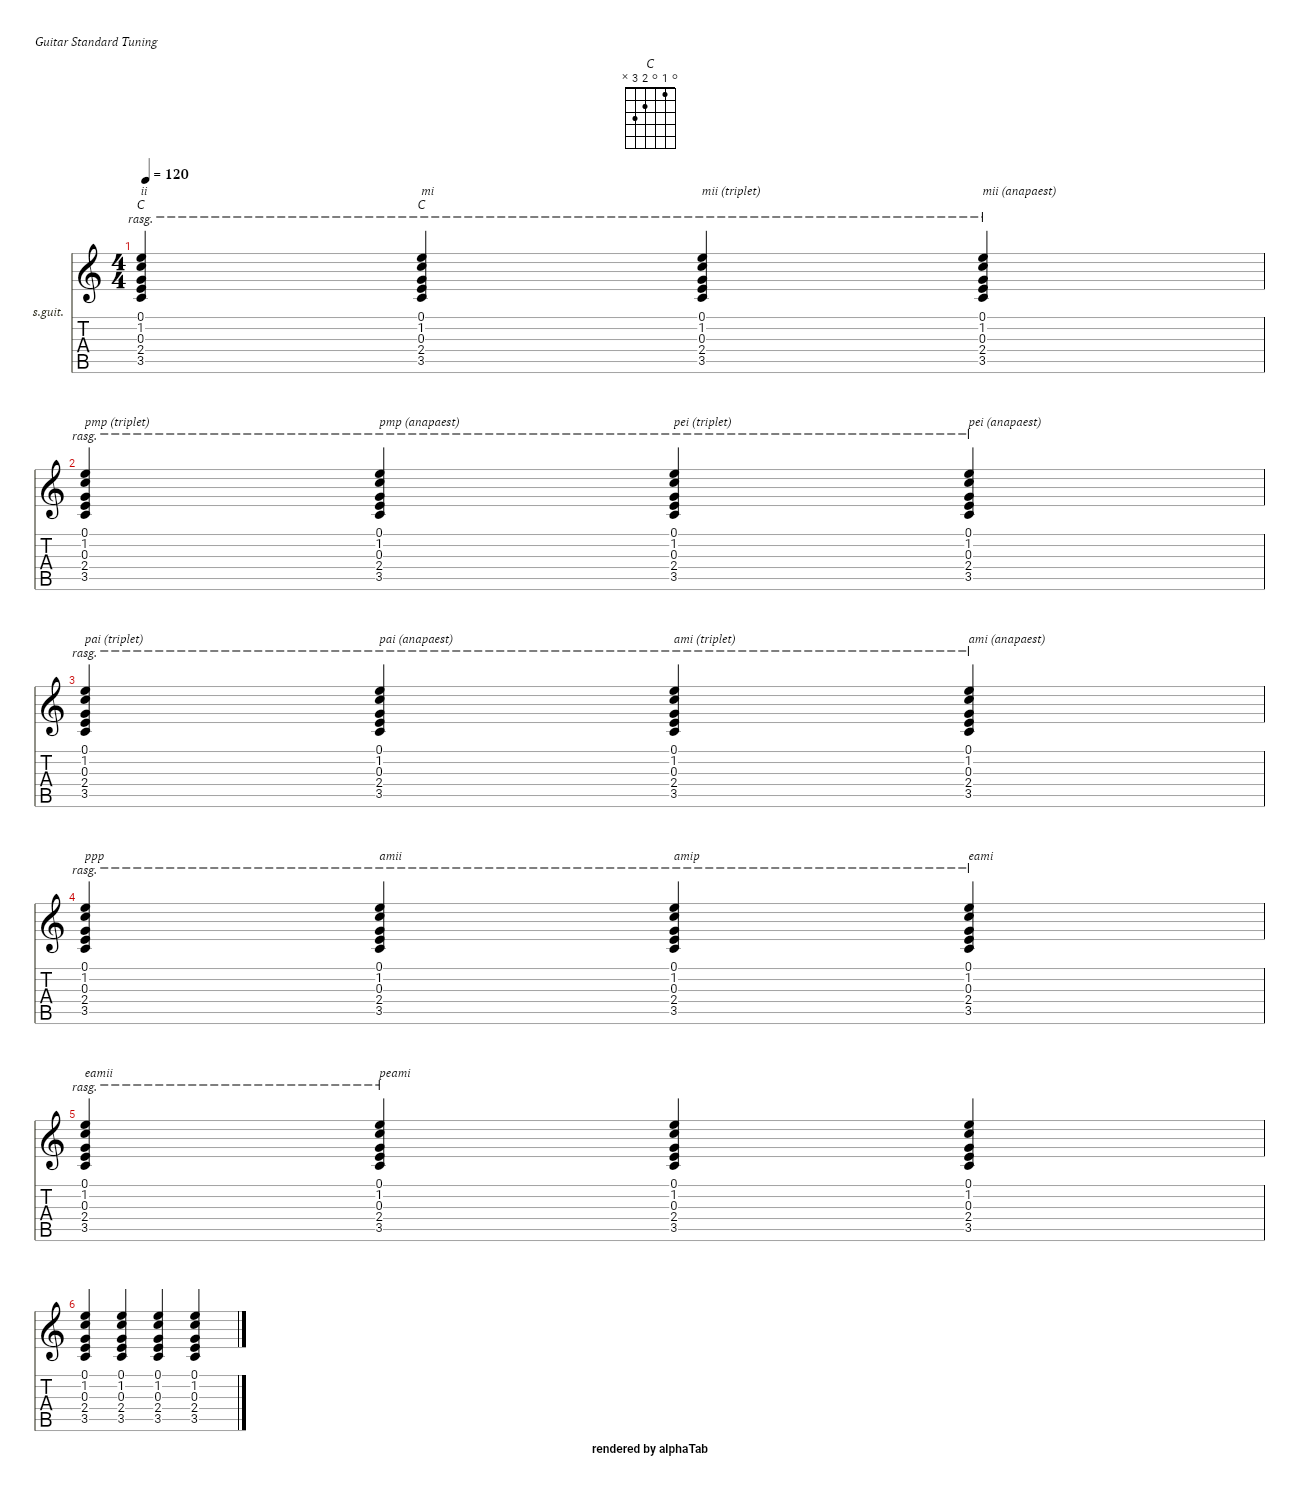 Guitar Standard Tuning
C
× 3 2 ○ 1 ○
= 120
ii mi mii (triplet) mii (anapaest)
C C
rasg.
1
4
4
s.guit.
T
A
B
0 0 0 0
1 1 1 1
0 0 0 0
2 2 2 2
3 3 3 3
pmp (triplet) pmp (anapaest) pei (triplet) pei (anapaest)
rasg.
2
T
A
B
0 0 0 0
1 1 1 1
0 0 0 0
2 2 2 2
3 3 3 3
pai (triplet) pai (anapaest) ami (triplet) ami (anapaest)
rasg.
3
T
A
B
0 0 0 0
1 1 1 1
0 0 0 0
2 2 2 2
3 3 3 3
ppp amii amip eami
rasg.
4
T
A
B
0 0 0 0
1 1 1 1
0 0 0 0
2 2 2 2
3 3 3 3
eamii peami
rasg.
5
T
A
B
0 0 0 0
1 1 1 1
0 0 0 0
2 2 2 2
3 3 3 3
6
T
A
B
0 0 0 0
1 1 1 1
0 0 0 0
2 2 2 2
3 3 3 3
rendered by alphaTab